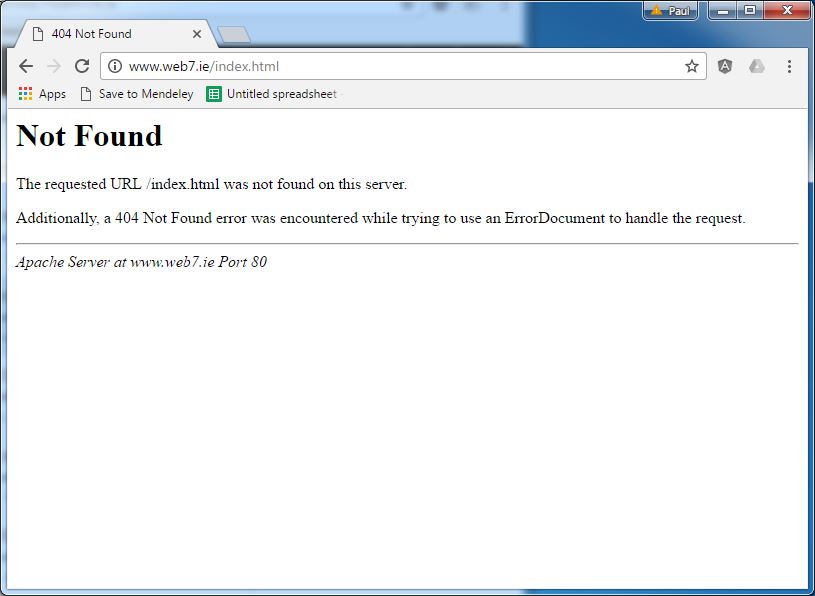 Paul
404 Not Found
www.web7.ie/index.html
Apps Save to Mendeley Untitled spreadsheet
Not Found
The requested URL /index.html was not found on this server.
Additionally, a 404 Not Found error was encountered while trying to use an ErrorDocument to handle the request.
Apache Server at www.web7.ie Port 80